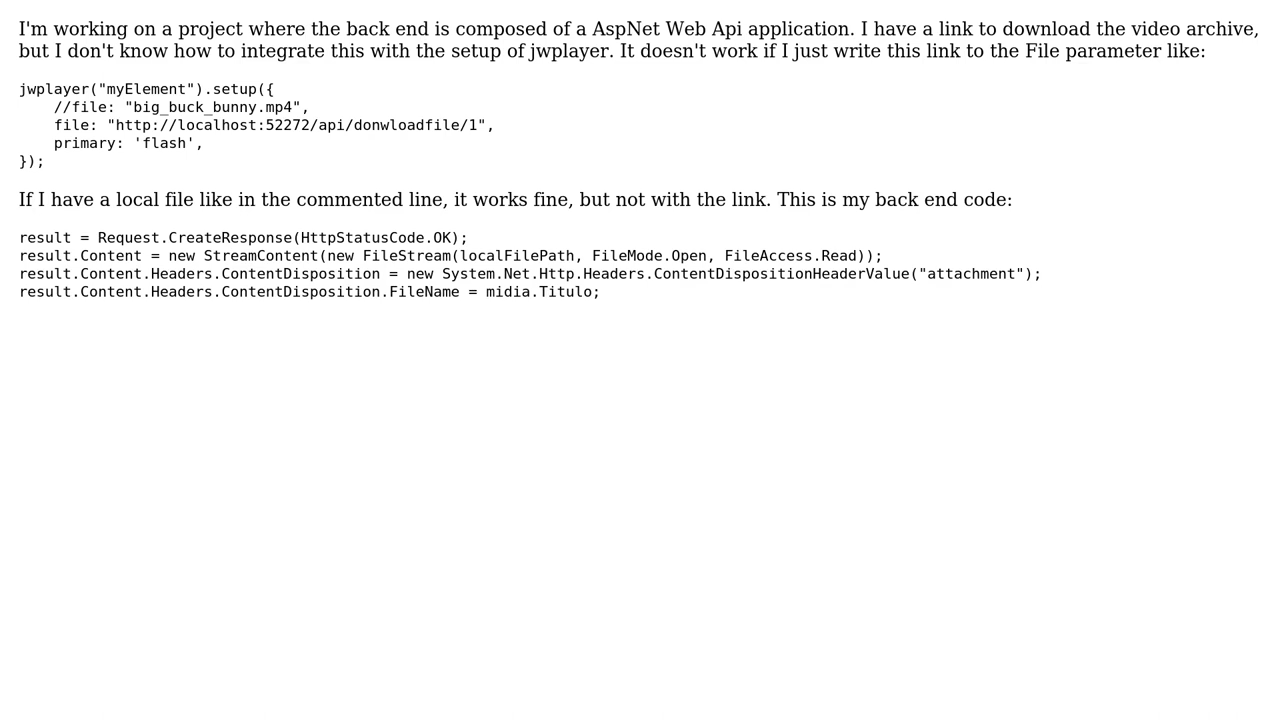 I'm working on a project where the back end is composed of a AspNet Web Api application. I have a link to download the video archive,
but I don't know how to integrate this with the setup of jwplayer. It doesn't work if I just write this link to the File parameter like:
jwplayer("myElement").setup({
    //file: "big_buck_bunny.mp4",
    file: "http://localhost:52272/api/donwloadfile/1",
    primary: 'flash',
});
If I have a local file like in the commented line, it works fine, but not with the link. This is my back end code:
result = Request.CreateResponse(HttpStatusCode.OK);
result.Content = new StreamContent(new FileStream(localFilePath, FileMode.Open, FileAccess.Read));
result.Content.Headers.ContentDisposition = new System.Net.Http.Headers.ContentDispositionHeaderValue("attachment");
result.Content.Headers.ContentDisposition.FileName = midia.Titulo;